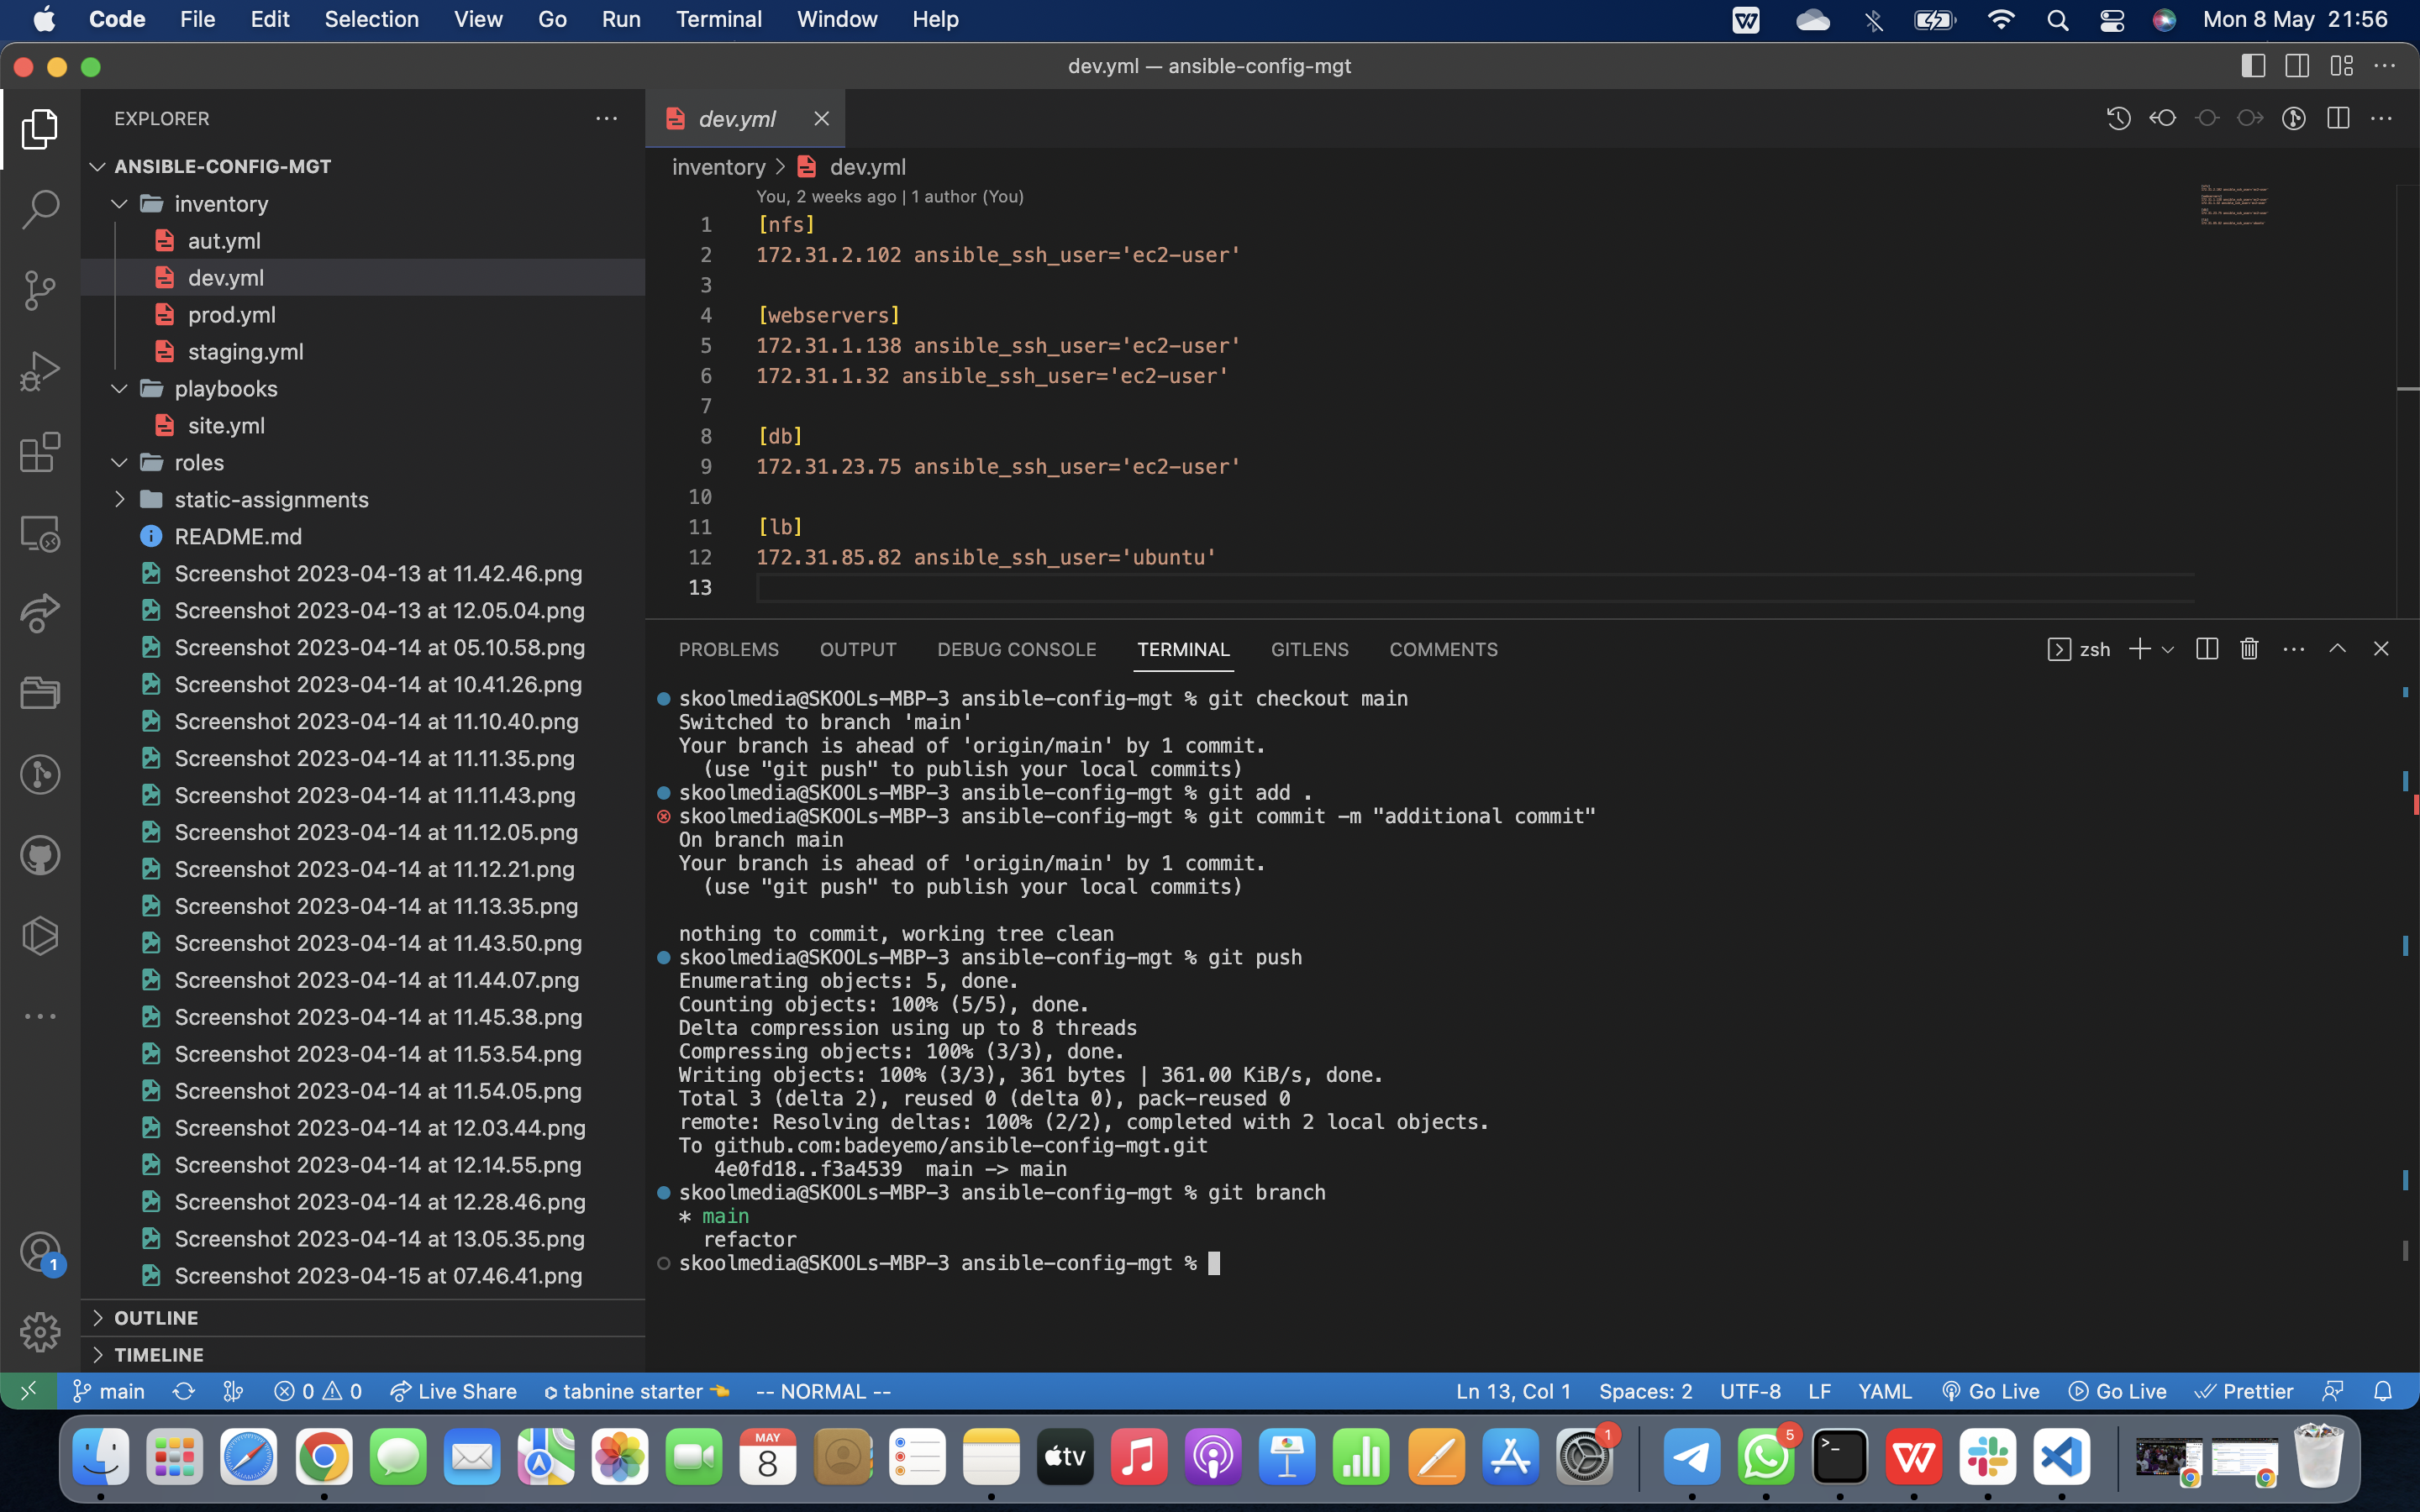 Code File Edit Selection View Go Run Terminal Window Help Mon 8 May 21:56
dev.yml — ansible-config-mgt
EXPLORER
ANSIBLE-CONFIG-MGT
inventory
aut.yml
dev.yml
prod.yml
staging.yml
playbooks
site.yml
roles
static-assignments
README.md
Screenshot 2023-04-13 at 11.42.46.png
Screenshot 2023-04-13 at 12.05.04.png
Screenshot 2023-04-14 at 05.10.58.png
Screenshot 2023-04-14 at 10.41.26.png
Screenshot 2023-04-14 at 11.10.40.png
Screenshot 2023-04-14 at 11.11.35.png
Screenshot 2023-04-14 at 11.11.43.png
Screenshot 2023-04-14 at 11.12.05.png
Screenshot 2023-04-14 at 11.12.21.png
Screenshot 2023-04-14 at 11.13.35.png
Screenshot 2023-04-14 at 11.43.50.png
Screenshot 2023-04-14 at 11.44.07.png
Screenshot 2023-04-14 at 11.45.38.png
Screenshot 2023-04-14 at 11.53.54.png
Screenshot 2023-04-14 at 11.54.05.png
Screenshot 2023-04-14 at 12.03.44.png
Screenshot 2023-04-14 at 12.14.55.png
Screenshot 2023-04-14 at 12.28.46.png
Screenshot 2023-04-14 at 13.05.35.png
Screenshot 2023-04-15 at 07.46.41.png
OUTLINE
TIMELINE
dev.yml
inventory > dev.yml
You, 2 weeks ago | 1 author (You)
1 [nfs]
2 172.31.2.102 ansible_ssh_user='ec2-user'
3
4 [webservers]
5 172.31.1.138 ansible_ssh_user='ec2-user'
6 172.31.1.32 ansible_ssh_user='ec2-user'
7
8 [db]
9 172.31.23.75 ansible_ssh_user='ec2-user'
10
11 [lb]
12 172.31.85.82 ansible_ssh_user='ubuntu'
13
PROBLEMS OUTPUT DEBUG CONSOLE TERMINAL GITLENS COMMENTS zsh
skoolmedia@SKOOLs-MBP-3 ansible-config-mgt % git checkout main
Switched to branch 'main'
Your branch is ahead of 'origin/main' by 1 commit.
(use "git push" to publish your local commits)
skoolmedia@SKOOLs-MBP-3 ansible-config-mgt % git add .
skoolmedia@SKOOLs-MBP-3 ansible-config-mgt % git commit -m "additional commit"
On branch main
Your branch is ahead of 'origin/main' by 1 commit.
(use "git push" to publish your local commits)
nothing to commit, working tree clean
skoolmedia@SKOOLs-MBP-3 ansible-config-mgt % git push
Enumerating objects: 5, done.
Counting objects: 100% (5/5), done.
Delta compression using up to 8 threads
Compressing objects: 100% (3/3), done.
Writing objects: 100% (3/3), 361 bytes | 361.00 KiB/s, done.
Total 3 (delta 2), reused 0 (delta 0), pack-reused 0
remote: Resolving deltas: 100% (2/2), completed with 2 local objects.
To github.com:badeyemo/ansible-config-mgt.git
4e0fd18..f3a4539 main -> main
skoolmedia@SKOOLs-MBP-3 ansible-config-mgt % git branch
* main
refactor
skoolmedia@SKOOLs-MBP-3 ansible-config-mgt %
1
main 0 0 Live Share tabnine starter -- NORMAL -- Ln 13, Col 1 Spaces: 2 UTF-8 LF YAML Go Live Go Live Prettier
MAY
8
tv
1
5